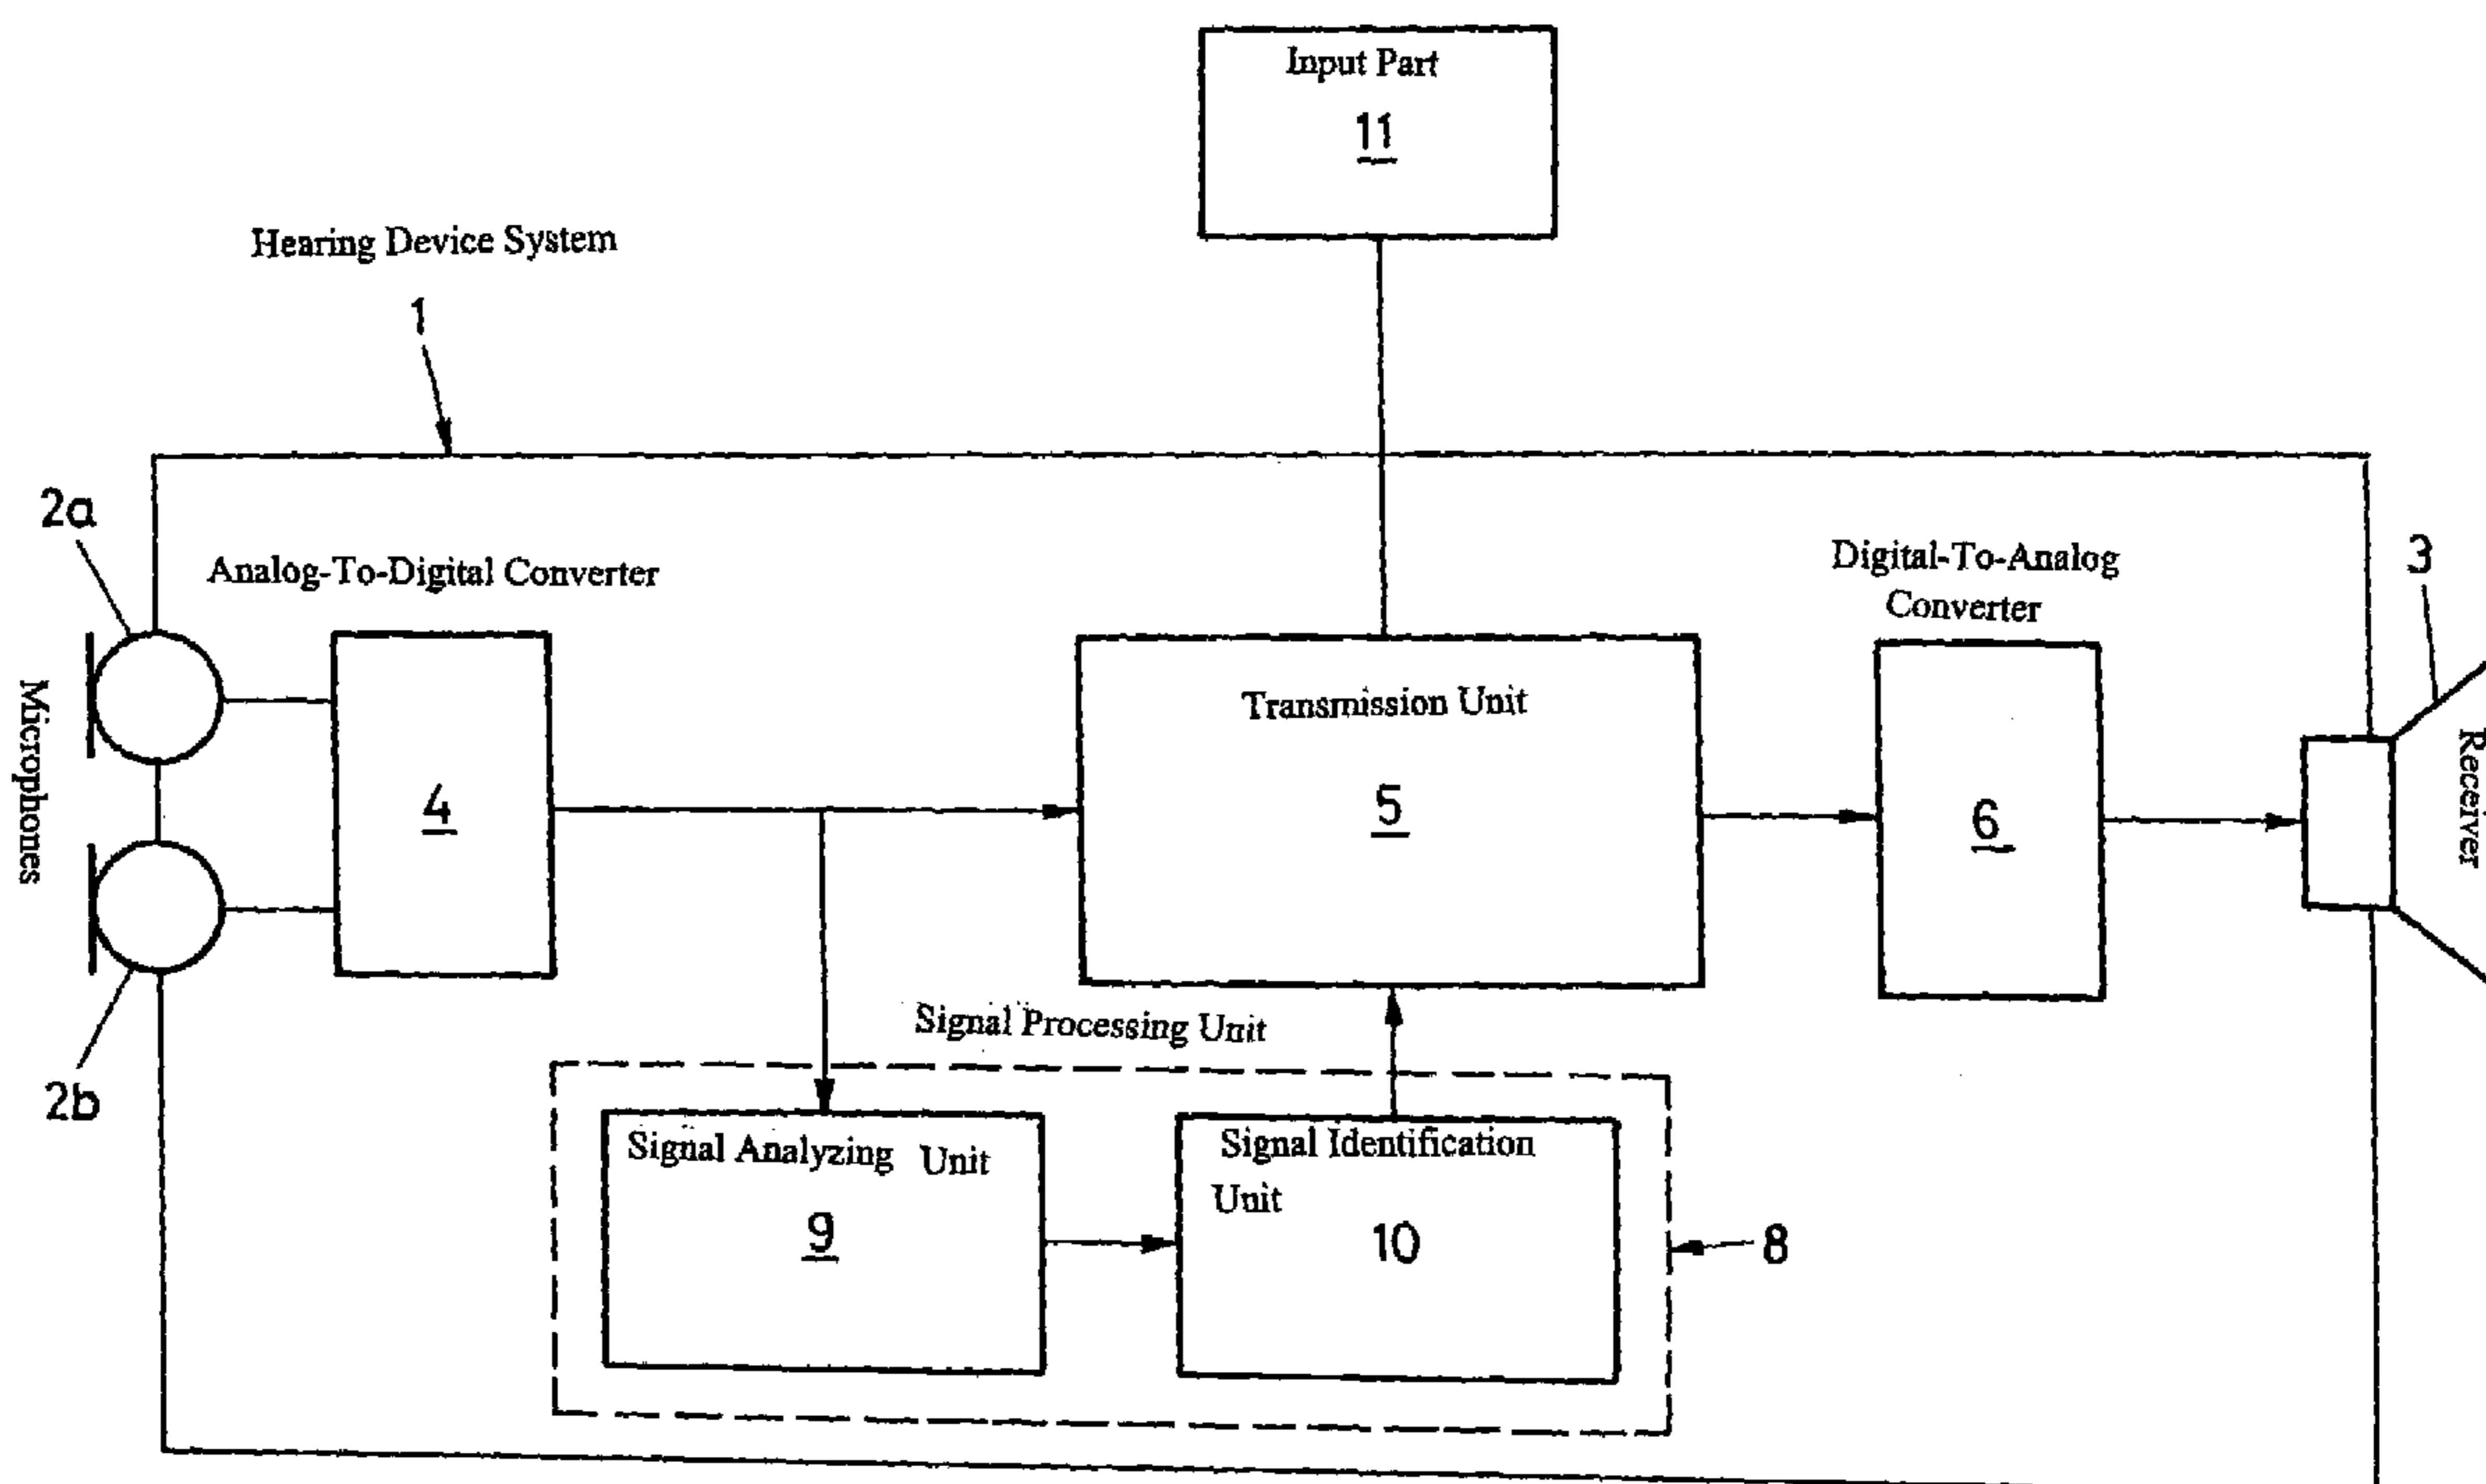 Input Part
11
Hearing Device System
1
2a
Analog-To-Digital Converter
Digital-To-Analog
Converter
3
Microphones
4
Transmission Unit
5
6
Receiver
2b
Signal Processing Unit
Signal Analyzing Unit
9
Signal Identification
Unit
10
8